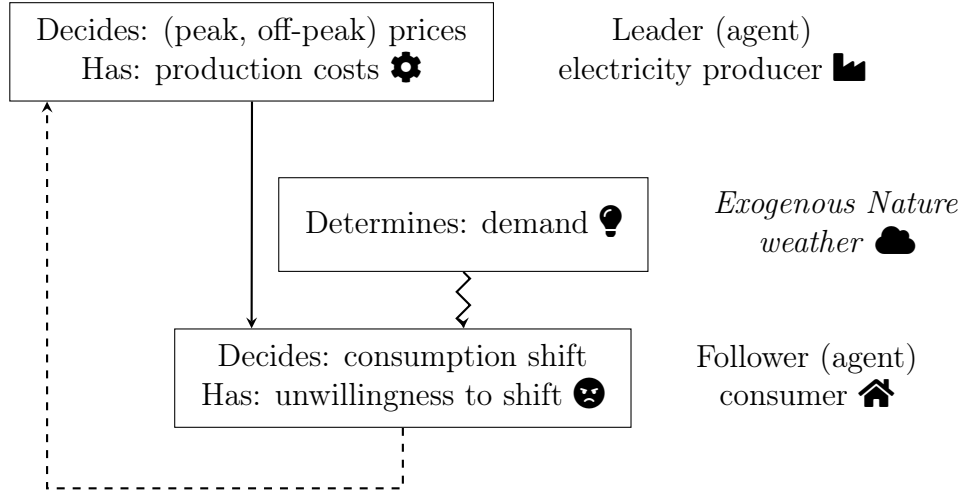 Decides: (peak, off-peak) prices
Has: production costs
Leader (agent)
electricity producer
Determines: demand
Exogenous Nature
weather
Decides: consumption shift
Has: unwillingness to shift
Follower (agent)
consumer